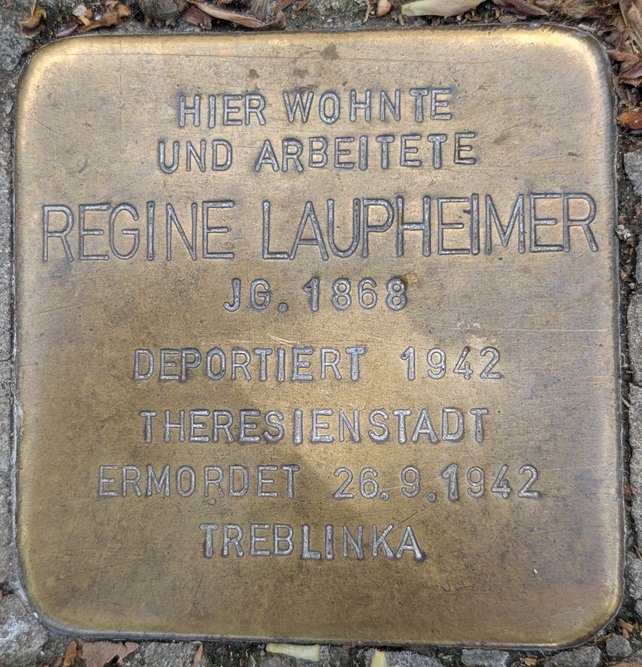 HIER WOHNTE
UND ARBEITETE
REGINE LAUPHEIMER
JG. 1868
DEPORTIERT 1942
THERESIENSTADT
ERMORDET 26.9.1942
TREBLINKA